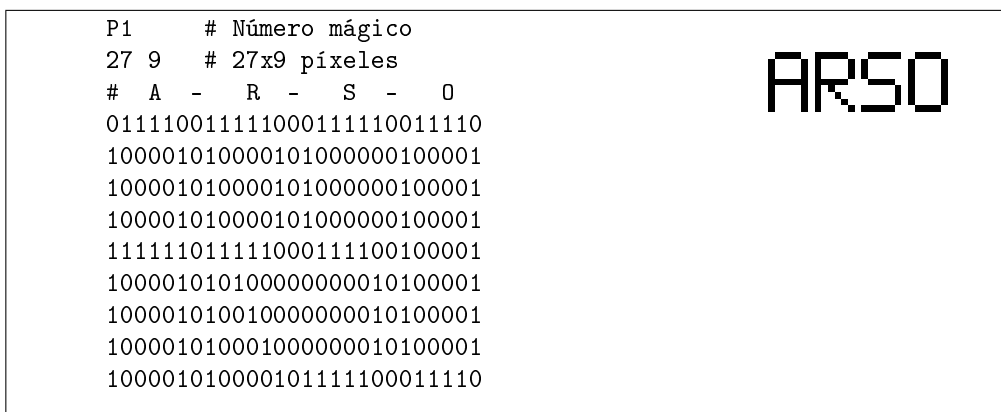 P1 # Número mágico
27 9 # 27x9 píxeles
# A - R - S - O
011110011111000111110011110
100001010000101000000100001
100001010000101000000100001
100001010000101000000100001
111111011111000111100100001
100001010100000000010100001
100001010010000000010100001
100001010001000000010100001
100001010000101111100011110
ARSO